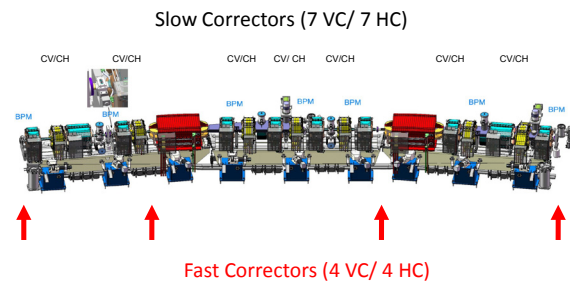 Slow Correctors (7 VC/ 7 HC)
CV/CH CV/CH CV/CH CV/ CH CV/CH CV/CH CV/CH
BPM BPM BPM BPM BPM BPM BPM
Fast Correctors (4 VC/ 4 HC)